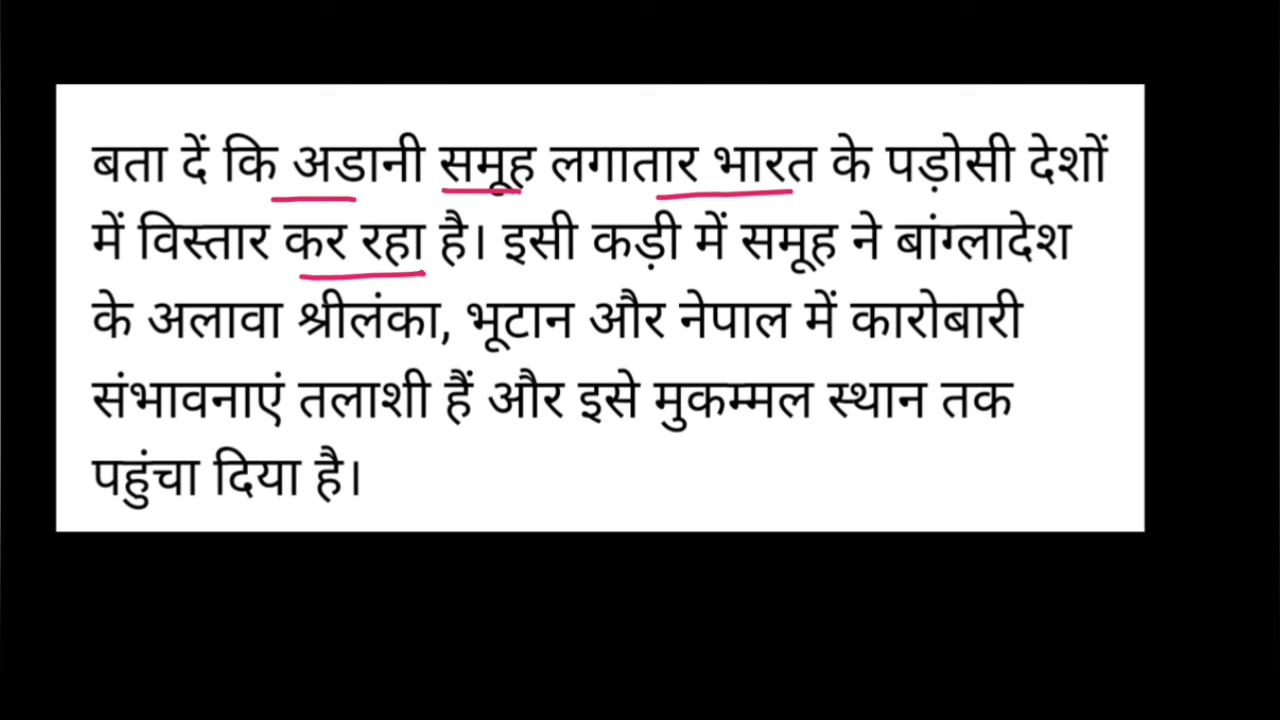 बता दें कि अडानी समूह लगातार भारत के पड़ोसी देशों
में विस्तार कर रहा है। इसी कड़ी में समूह ने बांग्लादेश
के अलावा श्रीलंका, भूटान और नेपाल में कारोबारी
संभावनाएं तलाशी हैं और इसे मुकम्मल स्थान तक
पहुंचा दिया है।